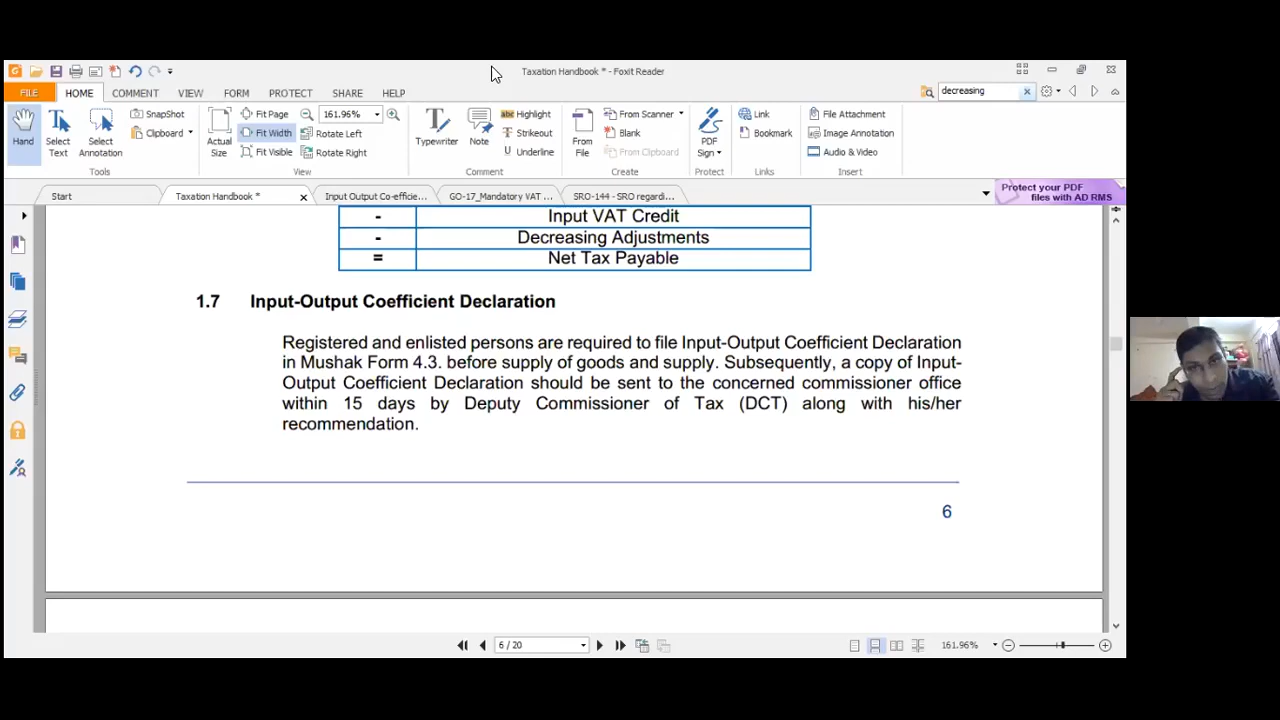 Taxation Handbook * - Foxit Reader
FILE HOME COMMENT VIEW FORM PROTECT SHARE HELP
decreasing
Hand
Select Text
Select Annotation
SnapShot
Clipboard
Tools
Actual Size
Fit Page
Fit Width
Fit Visible
161.96%
Rotate Left
Rotate Right
View
Typewriter
Note
Highlight
Strikeout
Underline
Comment
From File
From Scanner
Blank
From Clipboard
Create
PDF Sign
Protect
Link
Bookmark
Links
File Attachment
Image Annotation
Audio & Video
Insert
Start
Taxation Handbook *
Input Output Co-efficie...
GO-17_Mandatory VAT ...
SRO-144 - SRO regardi...
Protect your PDF
files with AD RMS
- Input VAT Credit
- Decreasing Adjustments
= Net Tax Payable
1.7 Input-Output Coefficient Declaration
Registered and enlisted persons are required to file Input-Output Coefficient Declaration
in Mushak Form 4.3. before supply of goods and supply. Subsequently, a copy of Input-
Output Coefficient Declaration should be sent to the concerned commissioner office
within 15 days by Deputy Commissioner of Tax (DCT) along with his/her
recommendation.
6
6 / 20
161.96%